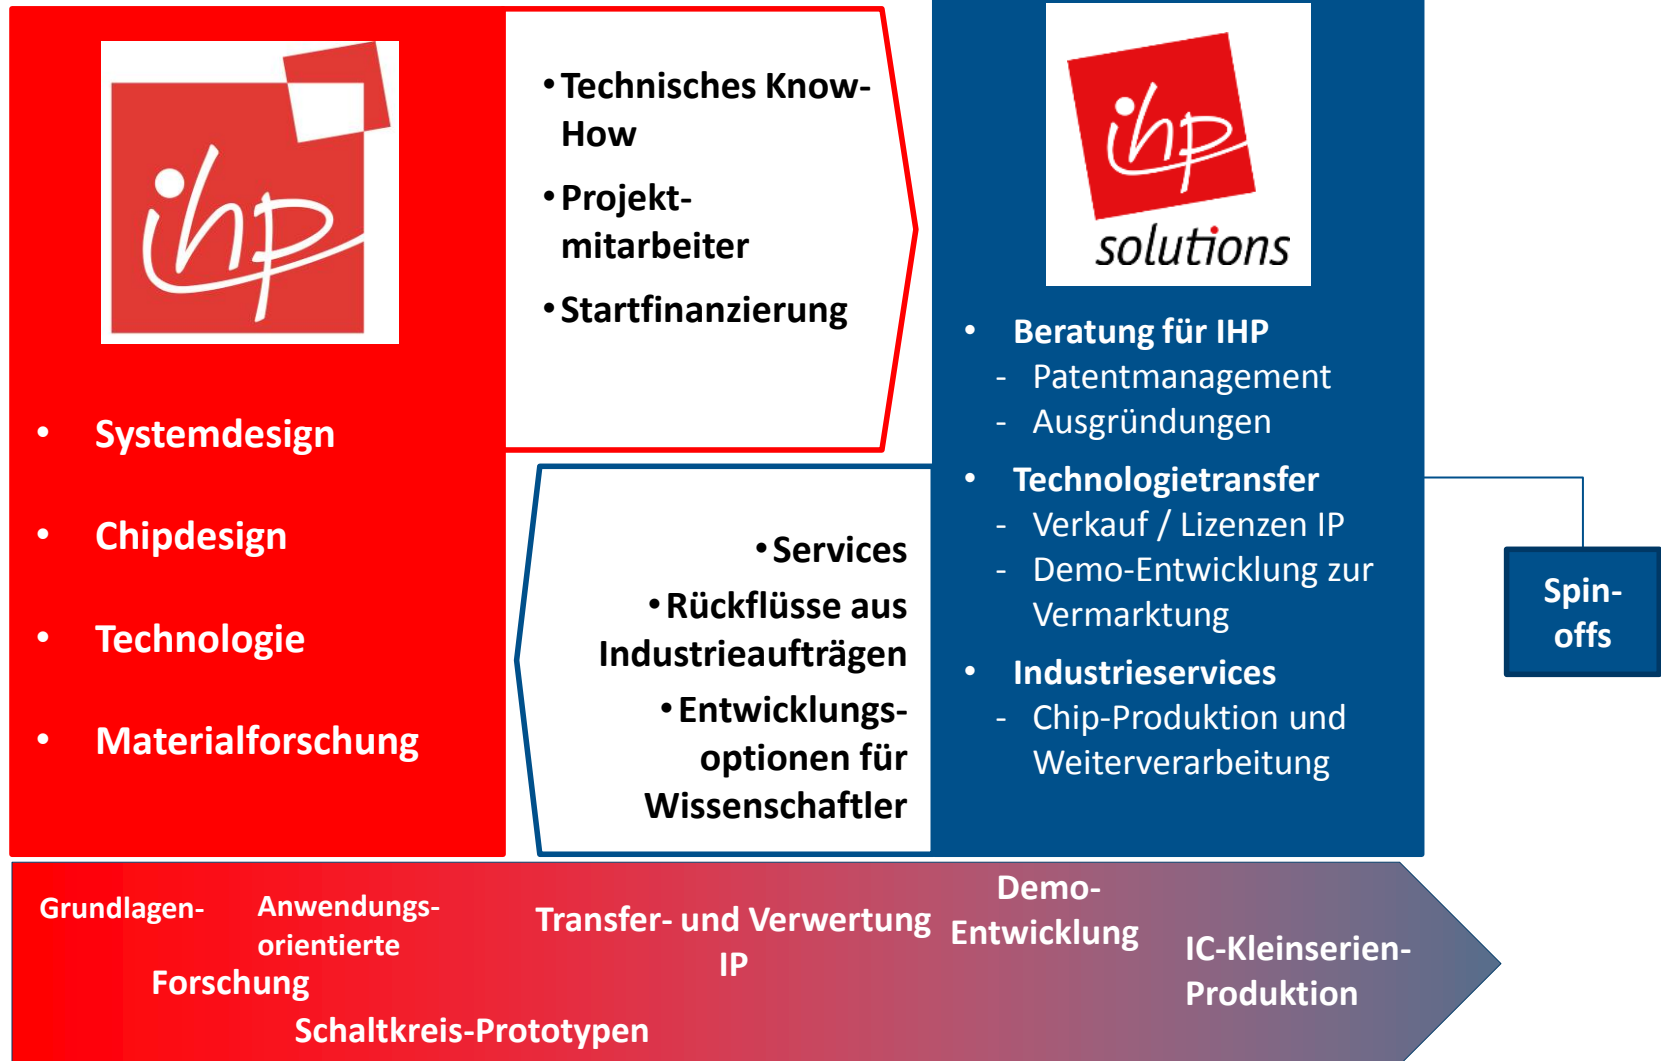 ihp
• Systemdesign
• Chipdesign
• Technologie
• Materialforschung
• Technisches Know-
How
• Projekt-
mitarbeiter
• Startfinanzierung
• Services
• Rückflüsse aus
Industrieaufträgen
• Entwicklungs-
optionen für
Wissenschaftler
ihp
solutions
• Beratung für IHP
- Patentmanagement
- Ausgründungen
• Technologietransfer
- Verkauf / Lizenzen IP
- Demo-Entwicklung zur
Vermarktung
• Industrieservices
- Chip-Produktion und
Weiterverarbeitung
Spin-
offs
Grundlagen-
Anwendungs-
orientierte
Forschung
Schaltkreis-Prototypen
Transfer- und Verwertung
IP
Demo-
Entwicklung
IC-Kleinserien-
Produktion